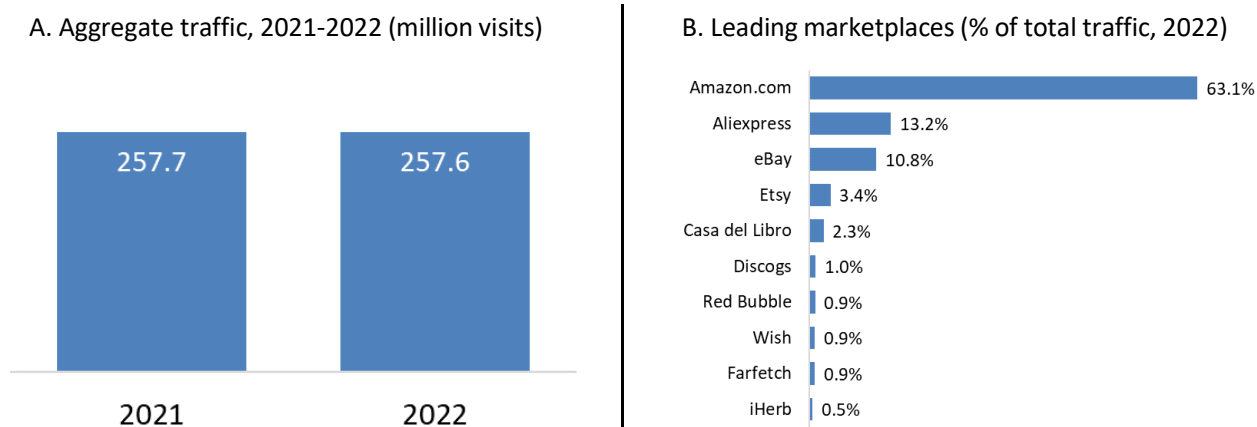 A. Aggregate traffic, 2021-2022 (million visits)
257.7
257.6
2021
2022
B. Leading marketplaces (% of total traffic, 2022)
Amazon.com 63.1%
Aliexpress 13.2%
eBay 10.8%
Etsy 3.4%
Casa del Libro 2.3%
Discogs 1.0%
Red Bubble 0.9%
Wish 0.9%
Farfetch 0.9%
iHerb 0.5%